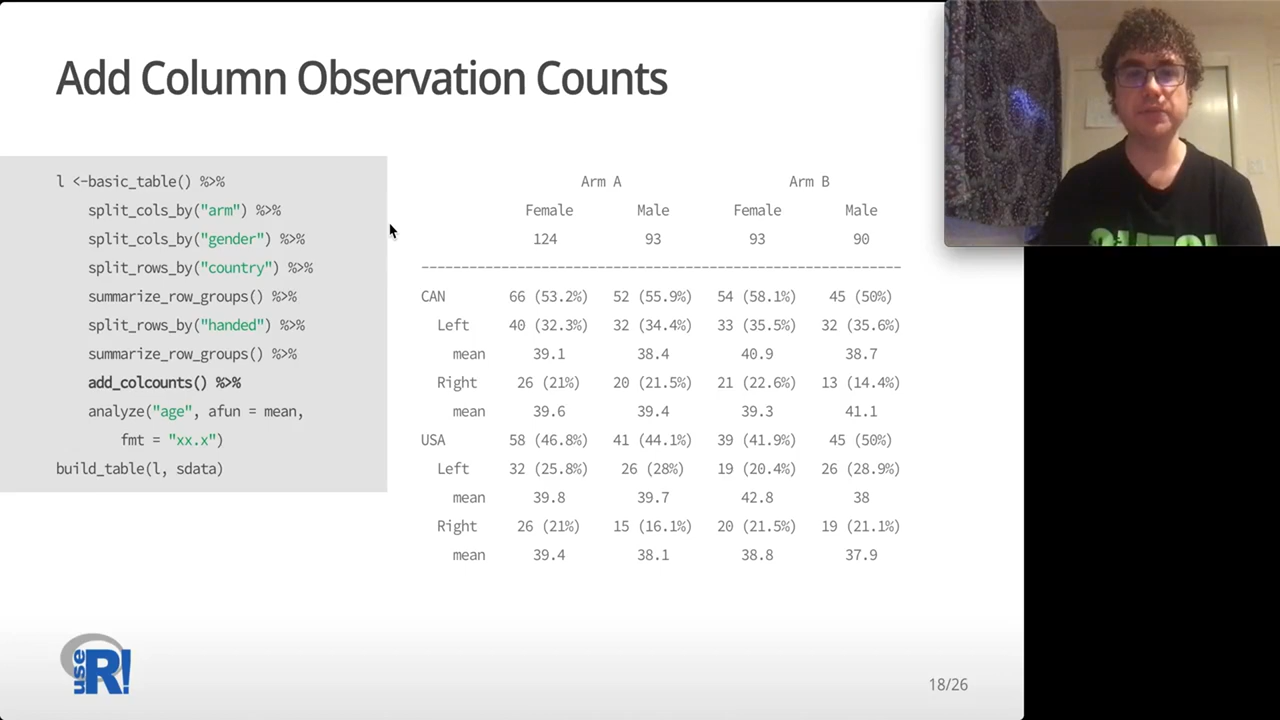 Add Column Observation Counts
l <-basic_table() %>%
split_cols_by("arm") %>%
split_cols_by("gender") %>%
split_rows_by("country") %>%
summarize_row_groups() %>%
split_rows_by("handed") %>%
summarize_row_groups() %>%
add_colcounts() %>%
analyze("age", afun = mean,
fmt = "xx.x")
build_table(l, sdata)
Arm A Arm B
Female Male Female Male
124 93 93 90
------------------------------------------------------------
CAN 66 (53.2%) 52 (55.9%) 54 (58.1%) 45 (50%)
Left 40 (32.3%) 32 (34.4%) 33 (35.5%) 32 (35.6%)
mean 39.1 38.4 40.9 38.7
Right 26 (21%) 20 (21.5%) 21 (22.6%) 13 (14.4%)
mean 39.6 39.4 39.3 41.1
USA 58 (46.8%) 41 (44.1%) 39 (41.9%) 45 (50%)
Left 32 (25.8%) 26 (28%) 19 (20.4%) 26 (28.9%)
mean 39.8 39.7 42.8 38
Right 26 (21%) 15 (16.1%) 20 (21.5%) 19 (21.1%)
mean 39.4 38.1 38.8 37.9
use R!
18/26